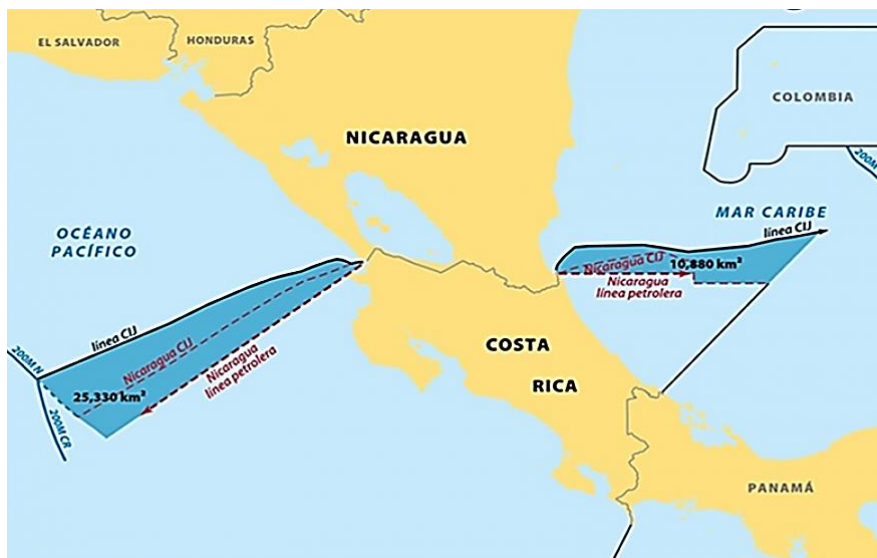 EL SALVADOR
HONDURAS
COLOMBIA
NICARAGUA
200M
MAR CARIBE
línea CIJ
OCÉANO
PACÍFICO
Nicaragua CIJ
10,880 km²
Nicaragua
línea petrolera
línea CIJ
Nicaragua CIJ
Nicaragua
línea petrolera
COSTA
RICA
200M N
25,330 km²
200M CR
PANAMÁ